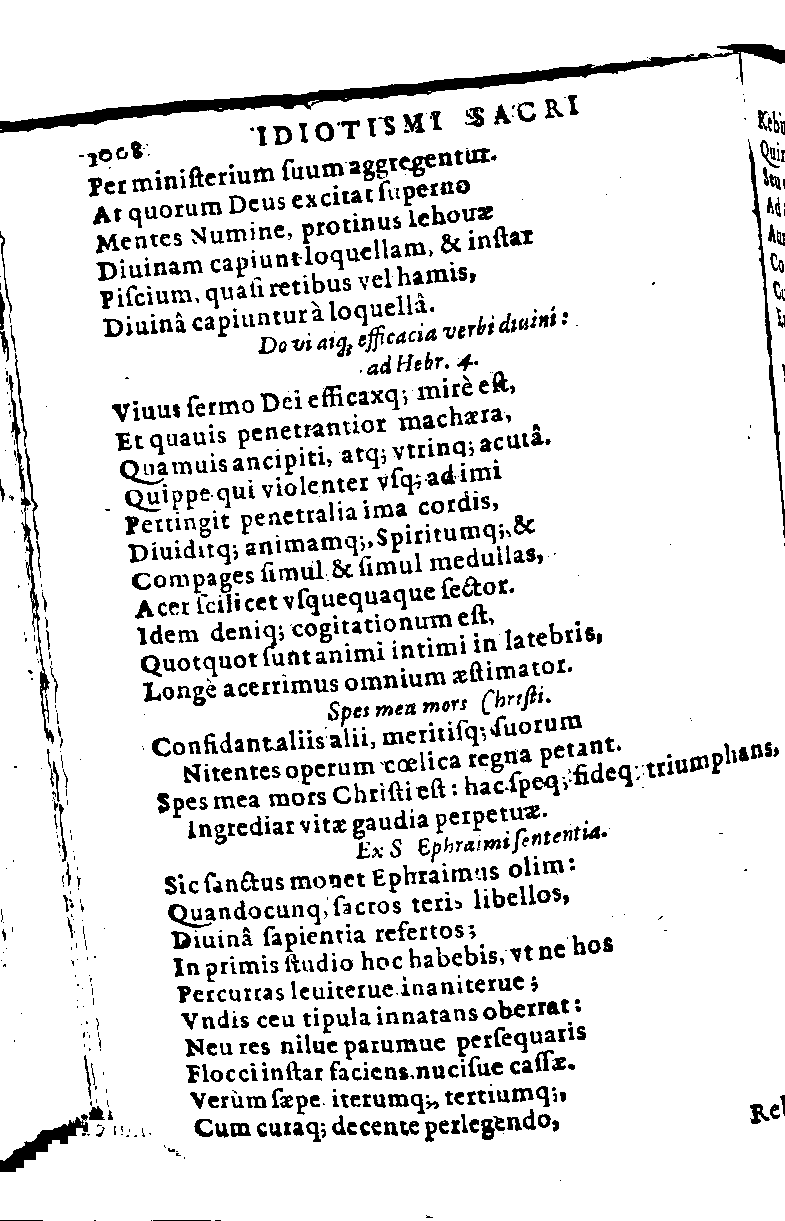 1008 IDIOTISMI SACRI
Per miniſterium ſuum aggregentur.
At quorum Deus excitat ſuperno
Mentes Numine, protinus Iehouæ
Diuinam capiunt loquellam, & inſtar
Piſcium, quaſi retibus vel hamis,
Diuinâ capiuntur à loquellâ.
De vi atq; efficacia verbi diuini:
ad Hebr. 4.
Viuus ſermo Dei efficaxq; mirè eſt,
Et quauis penetrantior machæra,
Quamuis ancipiti, atq; vtrinq; acutâ.
Quippe qui violenter vſq; ad imi
Pertingit penetralia ima cordis,
Diuiditq; animamq;, Spiritumq;, &
Compages ſimul & ſimul medullas,
Acer ſcilicet vſquequaque ſector.
Idem deniq; cogitationum eſt,
Quotquot ſunt animi intimi in latebris,
Longè acerrimus omnium æſtimator.
Spes mea mors Chriſti.
Confidant aliis alii, meritiſq; ſuorum
Nitentes operum cœlica regna petant.
Spes mea mors Chriſti eſt: hac ſpeq; fideq; triumphans,
Ingrediar vitæ gaudia perpetuæ.
Ex S Ephraimi ſententia.
Sic ſanctus monet Ephraimus olim:
Quandocunq; ſacros teris libellos,
Diuinâ ſapientia refertos;
In primis ſtudio hoc habebis, vt ne hos
Percurras leuiterue inaniterue;
Vndis ceu tipula innatans oberrat:
Neu res nilue parumue perſequaris
Flocci inſtar faciens nuciſue caſſæ.
Verùm ſæpe iterumq;, tertiumq;,
Cum curaq; decente perlegendo,